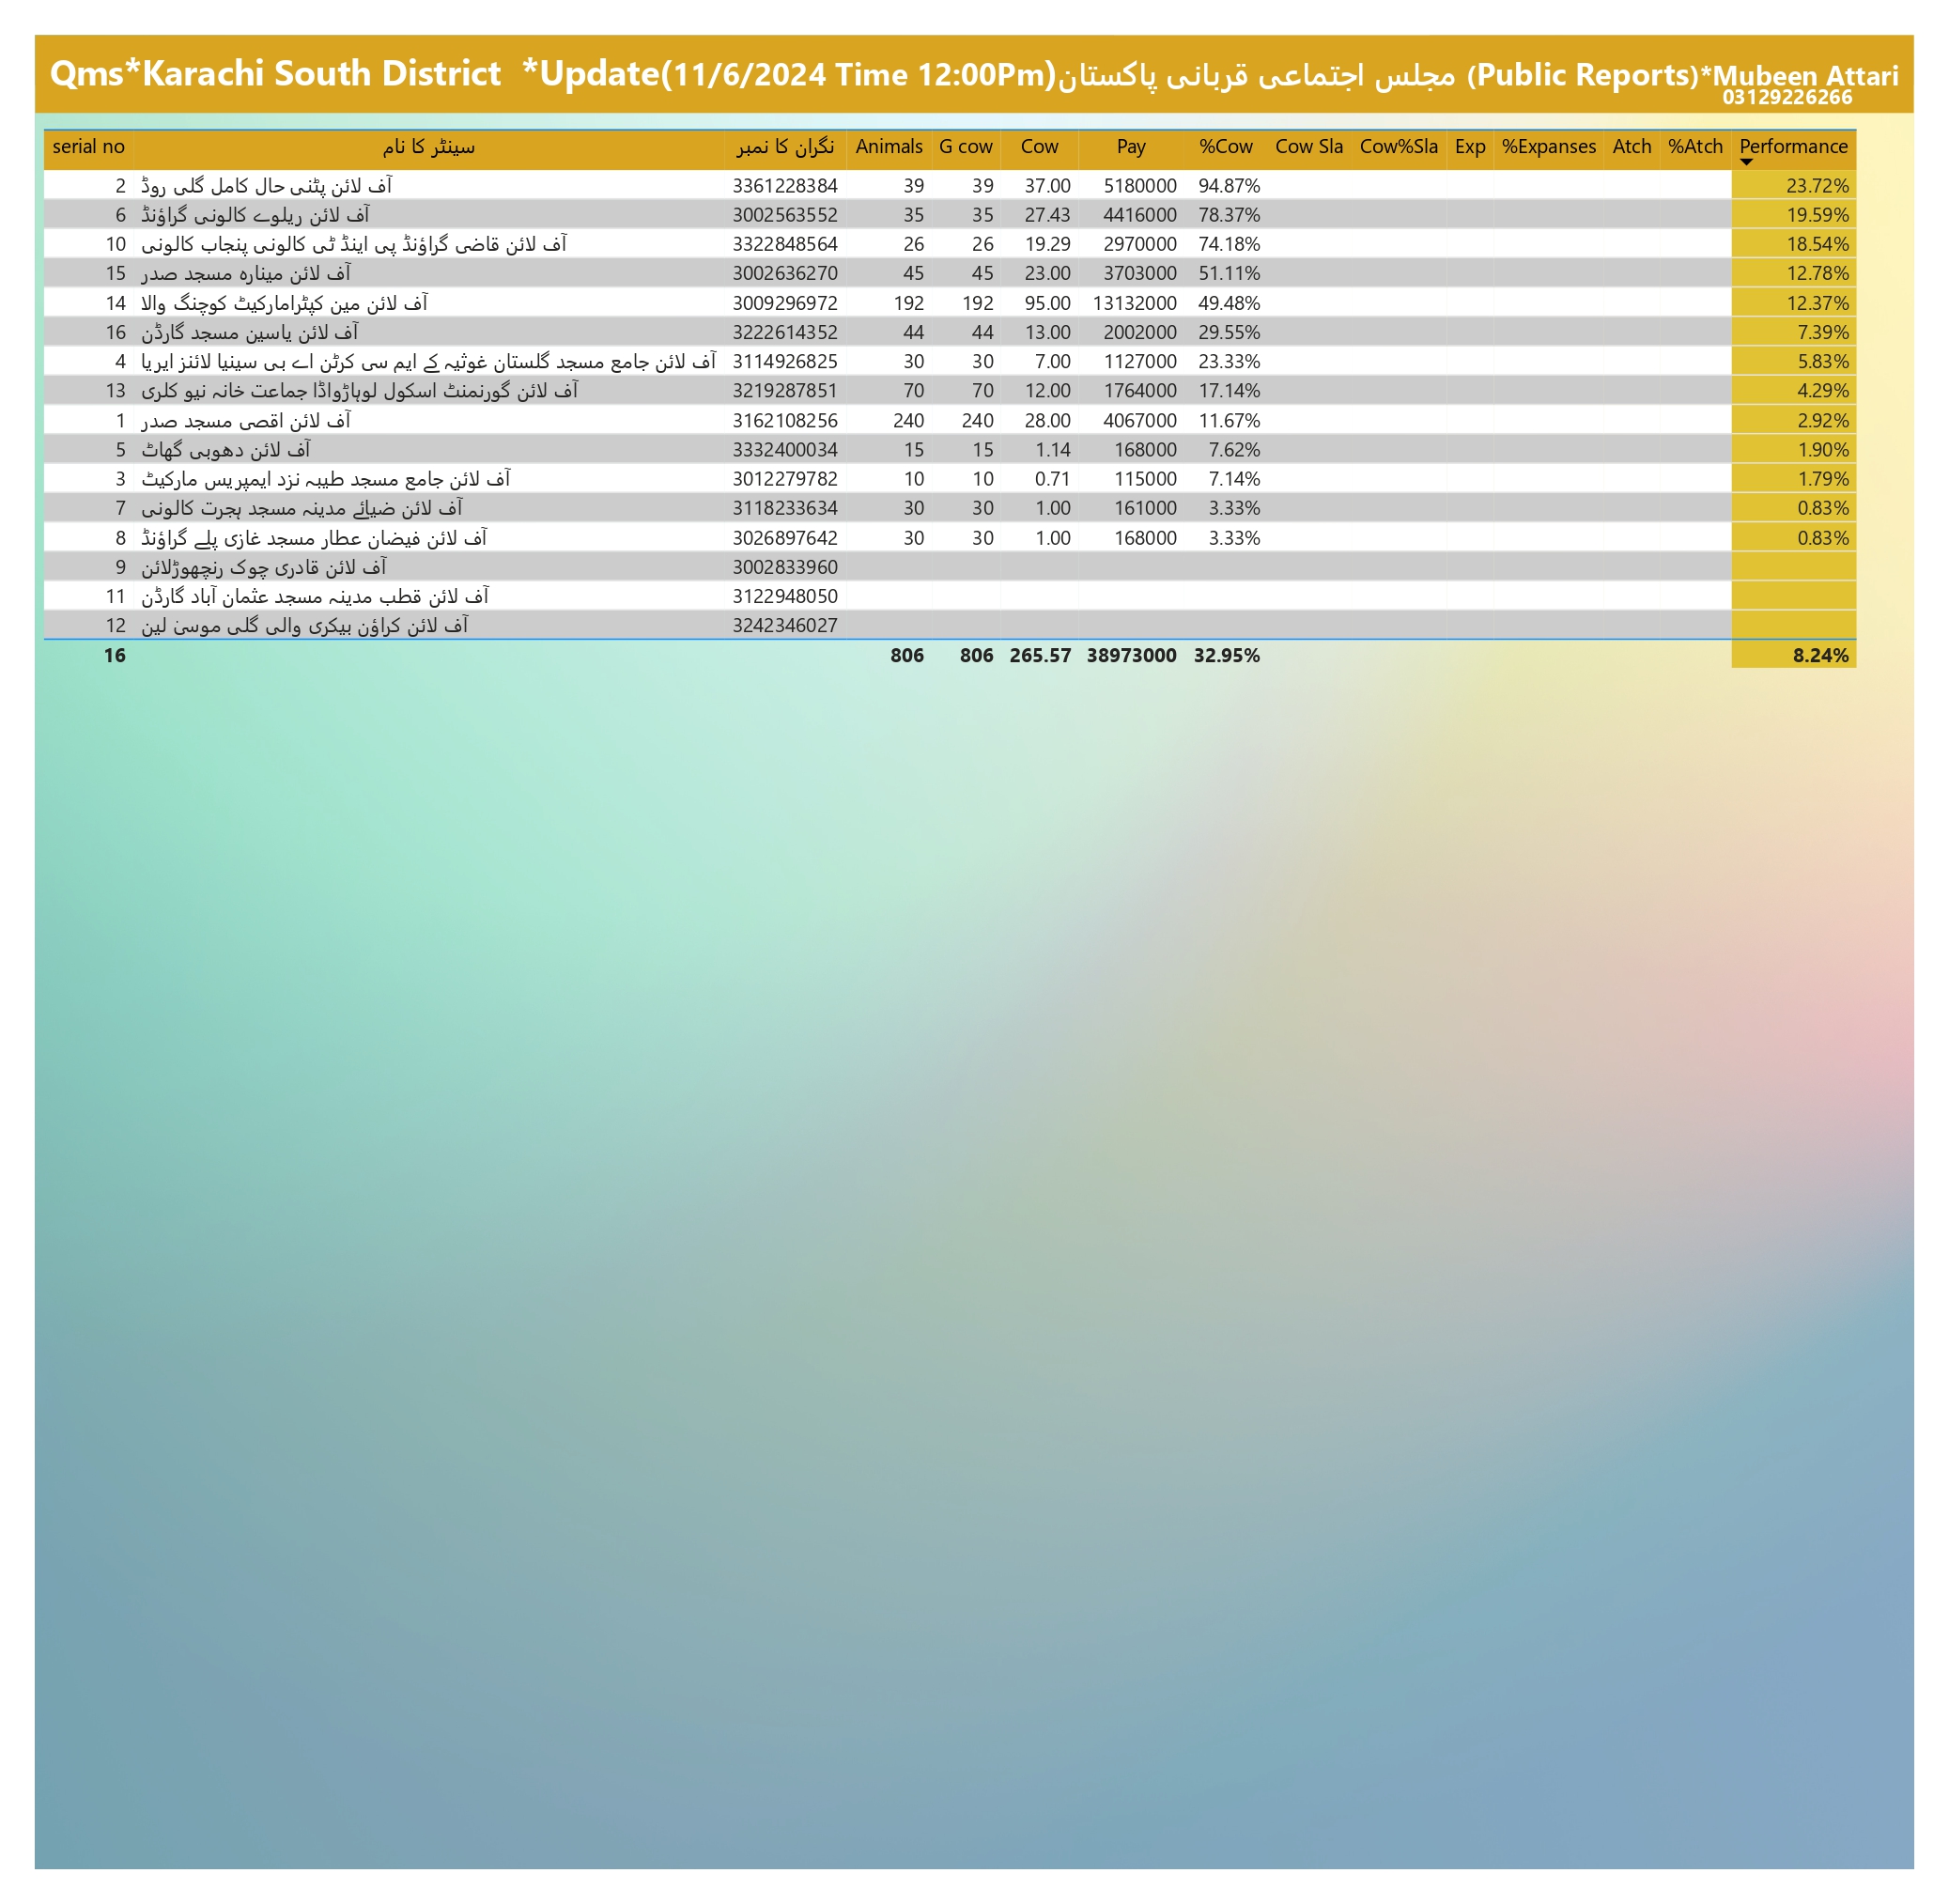 Qms*Karachi South District *Update(11/6/2024 Time 12:00Pm)مجلس اجتماعی قربانی پاکستان (Public Reports)*Mubeen Attari
03129226266
serial no سینٹر کا نام نگران کا نمبر Animals G cow Cow Pay %Cow Cow Sla Cow%Sla Exp %Expanses Atch %Atch Performance
2 آف لائن پٹنی حال کامل گلی روڈ 3361228384 39 39 37.00 5180000 94.87% 23.72%
6 آف لائن ریلوے کالونی گراؤنڈ 3002563552 35 35 27.43 4416000 78.37% 19.59%
10 آف لائن قاضی گراؤنڈ پی اینڈ ٹی کالونی پنجاب کالونی 3322848564 26 26 19.29 2970000 74.18% 18.54%
15 آف لائن مینارہ مسجد صدر 3002636270 45 45 23.00 3703000 51.11% 12.78%
14 آف لائن مین کپٹرامارکیٹ کوچنگ والا 3009296972 192 192 95.00 13132000 49.48% 12.37%
16 آف لائن یاسین مسجد گارڈن 3222614352 44 44 13.00 2002000 29.55% 7.39%
4 آف لائن جامع مسجد گلستان غوثیہ کے ایم سی کرٹن اے بی سینیا لائنز ایریا 3114926825 30 30 7.00 1127000 23.33% 5.83%
13 آف لائن گورنمنٹ اسکول لوہاڑواڈا جماعت خانہ نیو کلری 3219287851 70 70 12.00 1764000 17.14% 4.29%
1 آف لائن اقصی مسجد صدر 3162108256 240 240 28.00 4067000 11.67% 2.92%
5 آف لائن دھوبی گھاٹ 3332400034 15 15 1.14 168000 7.62% 1.90%
3 آف لائن جامع مسجد طیبہ نزد ایمپریس مارکیٹ 3012279782 10 10 0.71 115000 7.14% 1.79%
7 آف لائن ضیائے مدینہ مسجد ہجرت کالونی 3118233634 30 30 1.00 161000 3.33% 0.83%
8 آف لائن فیضان عطار مسجد غازی پلے گراؤنڈ 3026897642 30 30 1.00 168000 3.33% 0.83%
9 آف لائن قادری چوک رنچھوڑلائن 3002833960
11 آف لائن قطب مدینہ مسجد عثمان آباد گارڈن 3122948050
12 آف لائن کراؤن بیکری والی گلی موسیٰ لین 3242346027
16 806 806 265.57 38973000 32.95% 8.24%